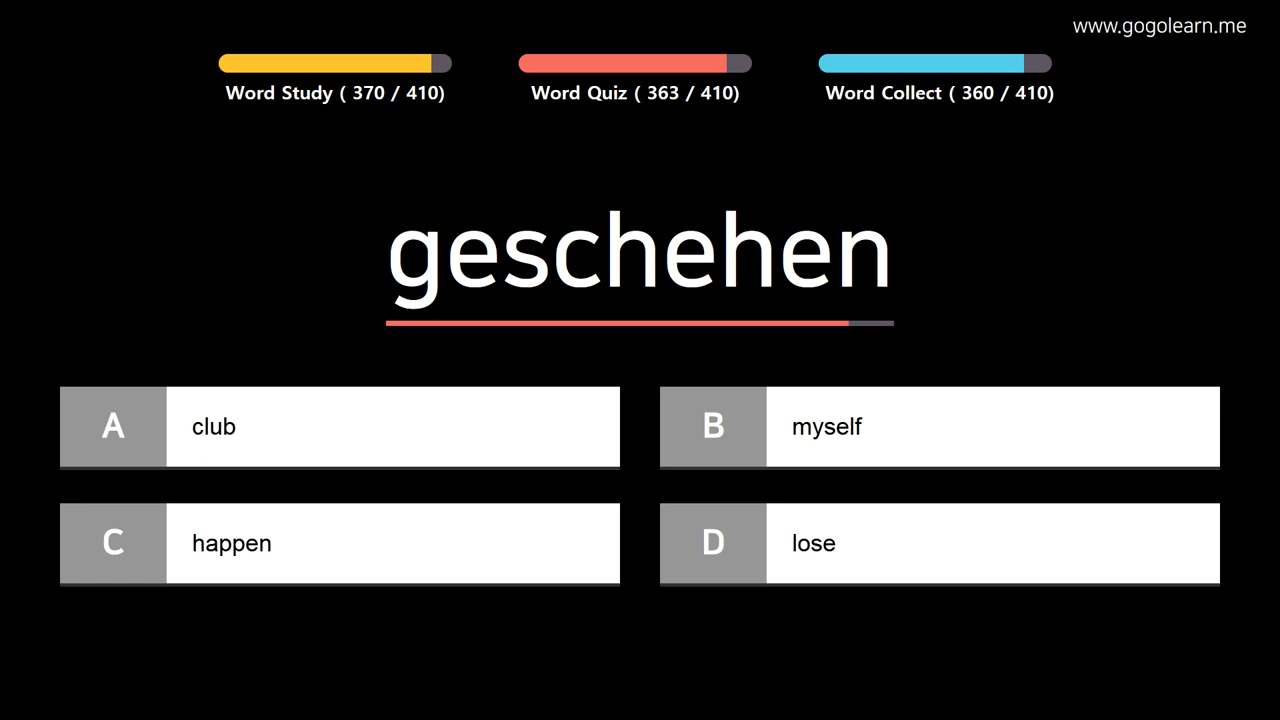 www.gogolearn.me
Word Study ( 370 / 410)
Word Quiz ( 363 / 410)
Word Collect ( 360 / 410)
geschehen
A club
B myself
C happen
D lose